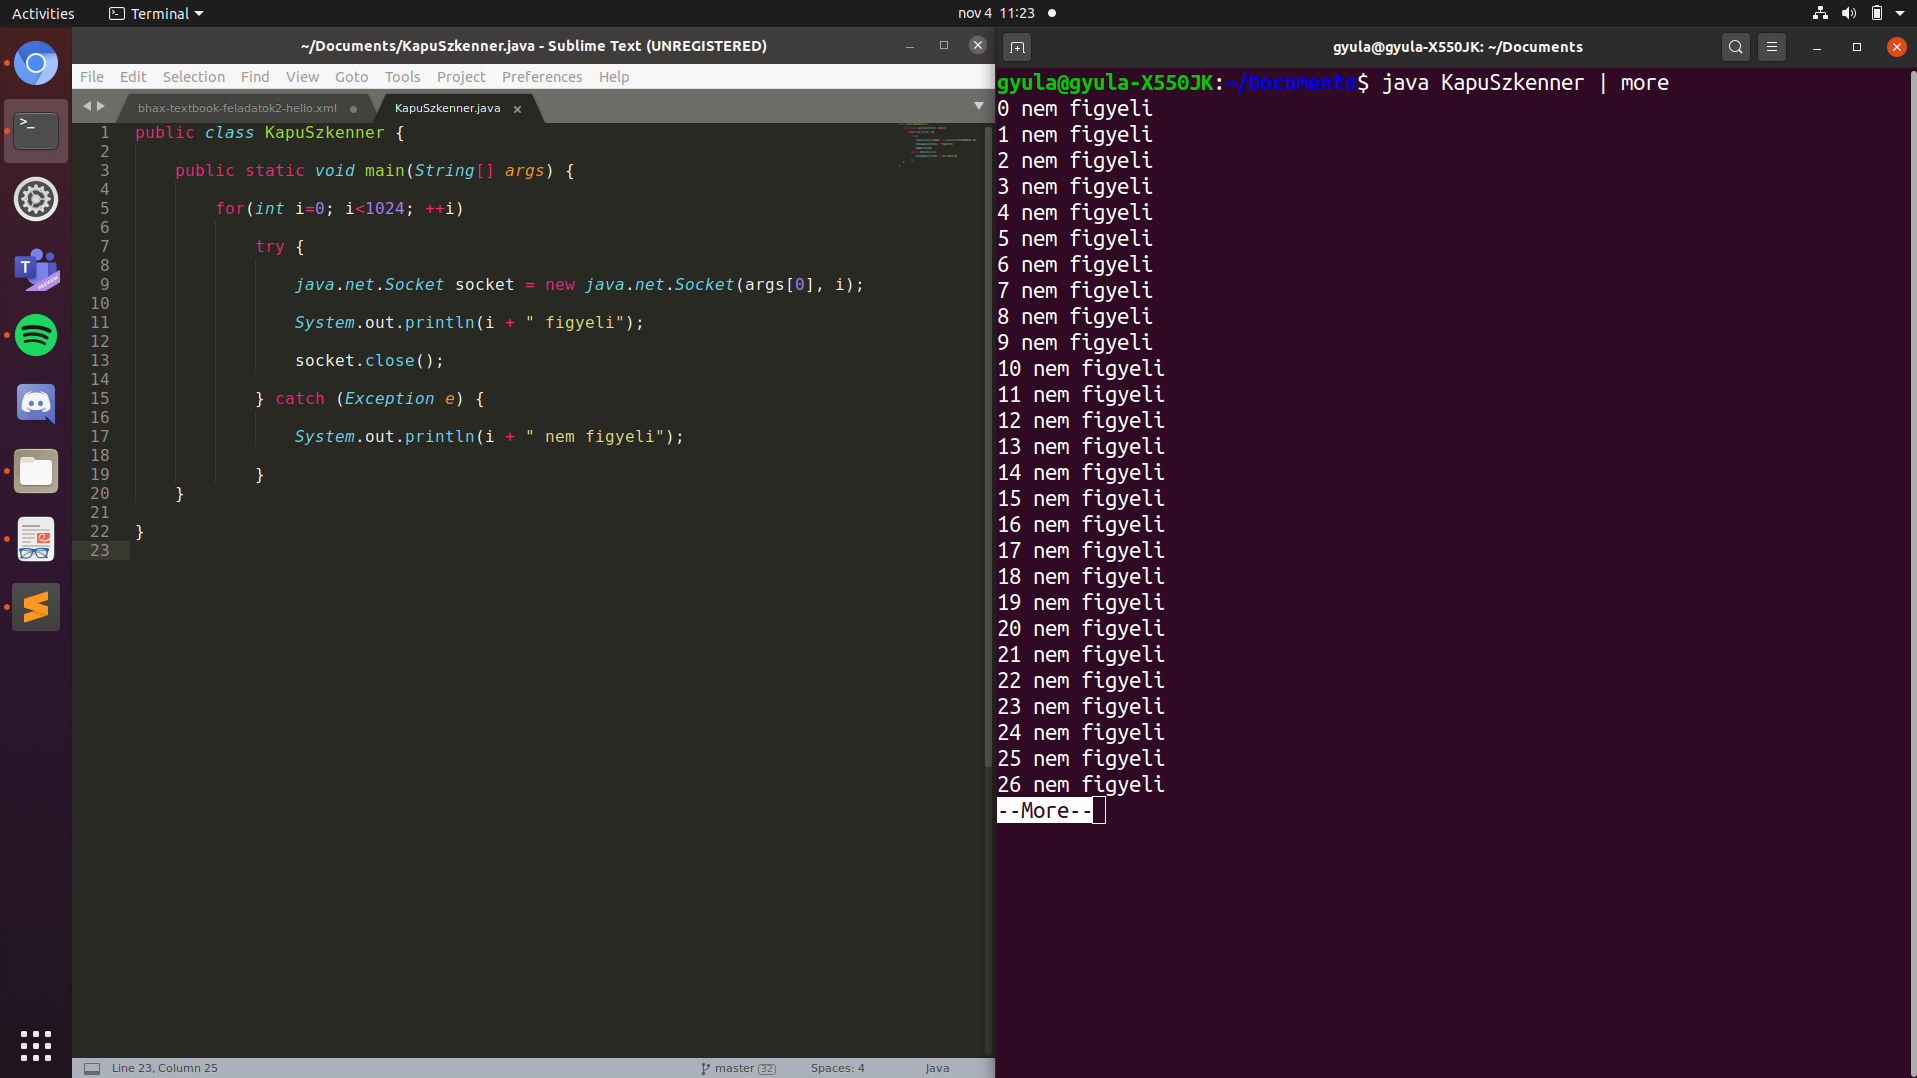 Activities
Terminal
nov 4 11:23
~/Documents/KapuSzkenner.java - Sublime Text (UNREGISTERED)
File Edit Selection Find View Goto Tools Project Preferences Help
bhax-textbook-feladatok2-hello.xml
KapuSzkenner.java
1 public class KapuSzkenner {
2
3 public static void main(String[] args) {
4
5 for(int i=0; i<1024; ++i)
6
7 try {
8
9 java.net.Socket socket = new java.net.Socket(args[0], i);
10
11 System.out.println(i + " figyeli");
12
13 socket.close();
14
15 } catch (Exception e) {
16
17 System.out.println(i + " nem figyeli");
18
19 }
20 }
21
22 }
23
Line 23, Column 25
master 32
Spaces: 4
Java
gyula@gyula-X550JK: ~/Documents
gyula@gyula-X550JK:~/Documents$ java KapuSzkenner | more
0 nem figyeli
1 nem figyeli
2 nem figyeli
3 nem figyeli
4 nem figyeli
5 nem figyeli
6 nem figyeli
7 nem figyeli
8 nem figyeli
9 nem figyeli
10 nem figyeli
11 nem figyeli
12 nem figyeli
13 nem figyeli
14 nem figyeli
15 nem figyeli
16 nem figyeli
17 nem figyeli
18 nem figyeli
19 nem figyeli
20 nem figyeli
21 nem figyeli
22 nem figyeli
23 nem figyeli
24 nem figyeli
25 nem figyeli
26 nem figyeli
--More--